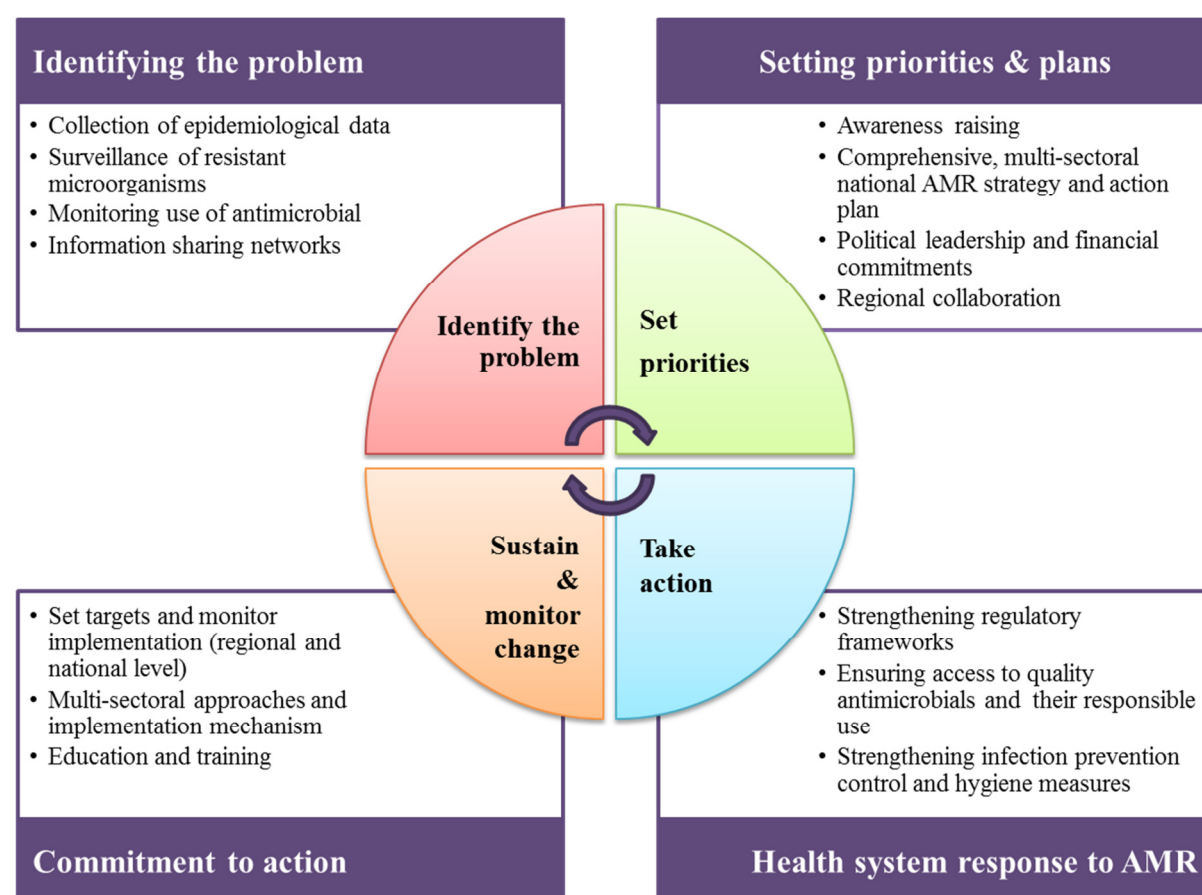 Identifying the problem
• Collection of epidemiological data
• Surveillance of resistant
microorganisms
• Monitoring use of antimicrobial
• Information sharing networks
Setting priorities & plans
• Awareness raising
• Comprehensive, multi-sectoral
national AMR strategy and action
plan
• Political leadership and financial
commitments
• Regional collaboration
Identify the
problem
Set
priorities
Sustain
&
monitor
change
Take
action
• Set targets and monitor
implementation (regional and
national level)
• Multi-sectoral approaches and
implementation mechanism
• Education and training
Commitment to action
• Strengthening regulatory
frameworks
• Ensuring access to quality
antimicrobials and their responsible
use
• Strengthening infection prevention
control and hygiene measures
Health system response to AMR